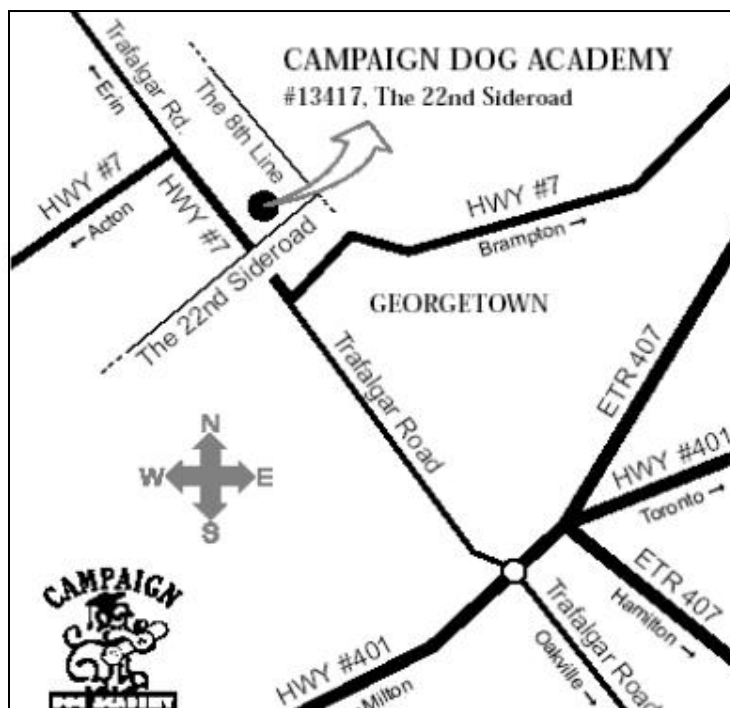 CAMPAIGN DOG ACADEMY
#13417, The 22nd Sideroad
Trafalgar Rd.
←Erin
The 8th Line
HWY #7
← Acton
HWY #7
The 22nd Sideroad
HWY #7
Brampton →
GEORGETOWN
Trafalgar Road
ETR 407
HWY #401
Toronto →
N
W E
S
ETR 407
Hamilton →
Trafalgar Road
Oakville →
HWY #401
Milton
CAMPAIGN